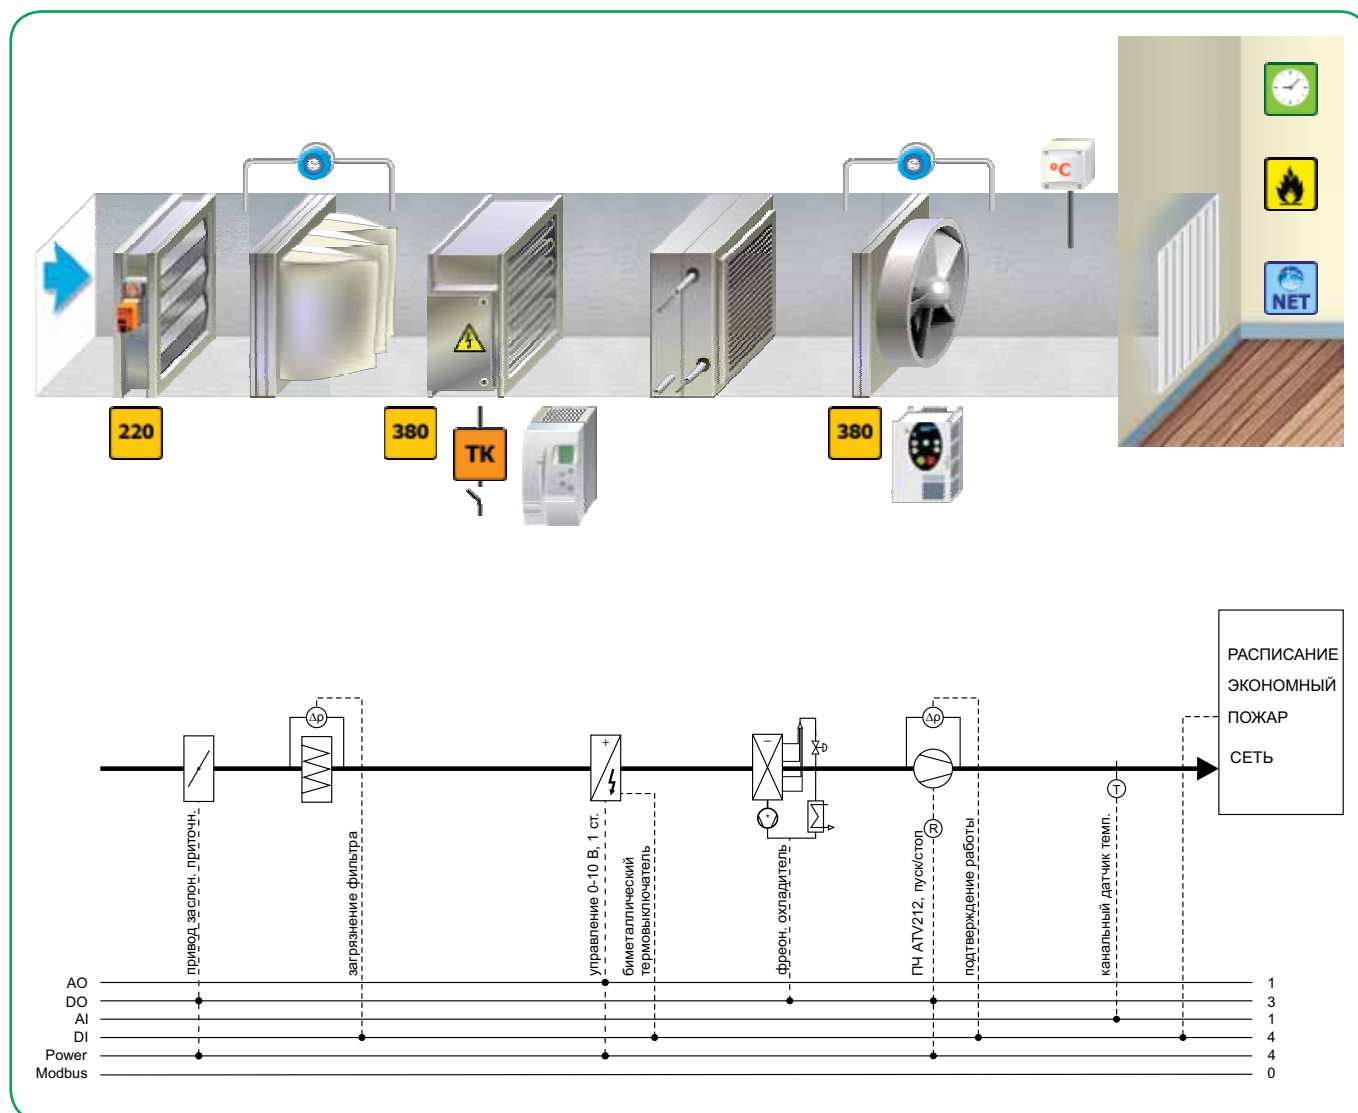 °C
NET
220
380
ТК
380
РАСПИСАНИЕ
ЭКОНОМНЫЙ
ПОЖАР
СЕТЬ
Δρ
Δρ
+
−
T
R
*
привод заслон. приточн.
загрязнение фильтра
управление 0-10 В, 1 ст.
биметаллический
термовыключатель
фреон. охладитель
ПЧ ATV212, пуск/стоп
подтверждение работы
канальный датчик темп.
AO 1
DO 3
AI 1
DI 4
Power 4
Modbus 0